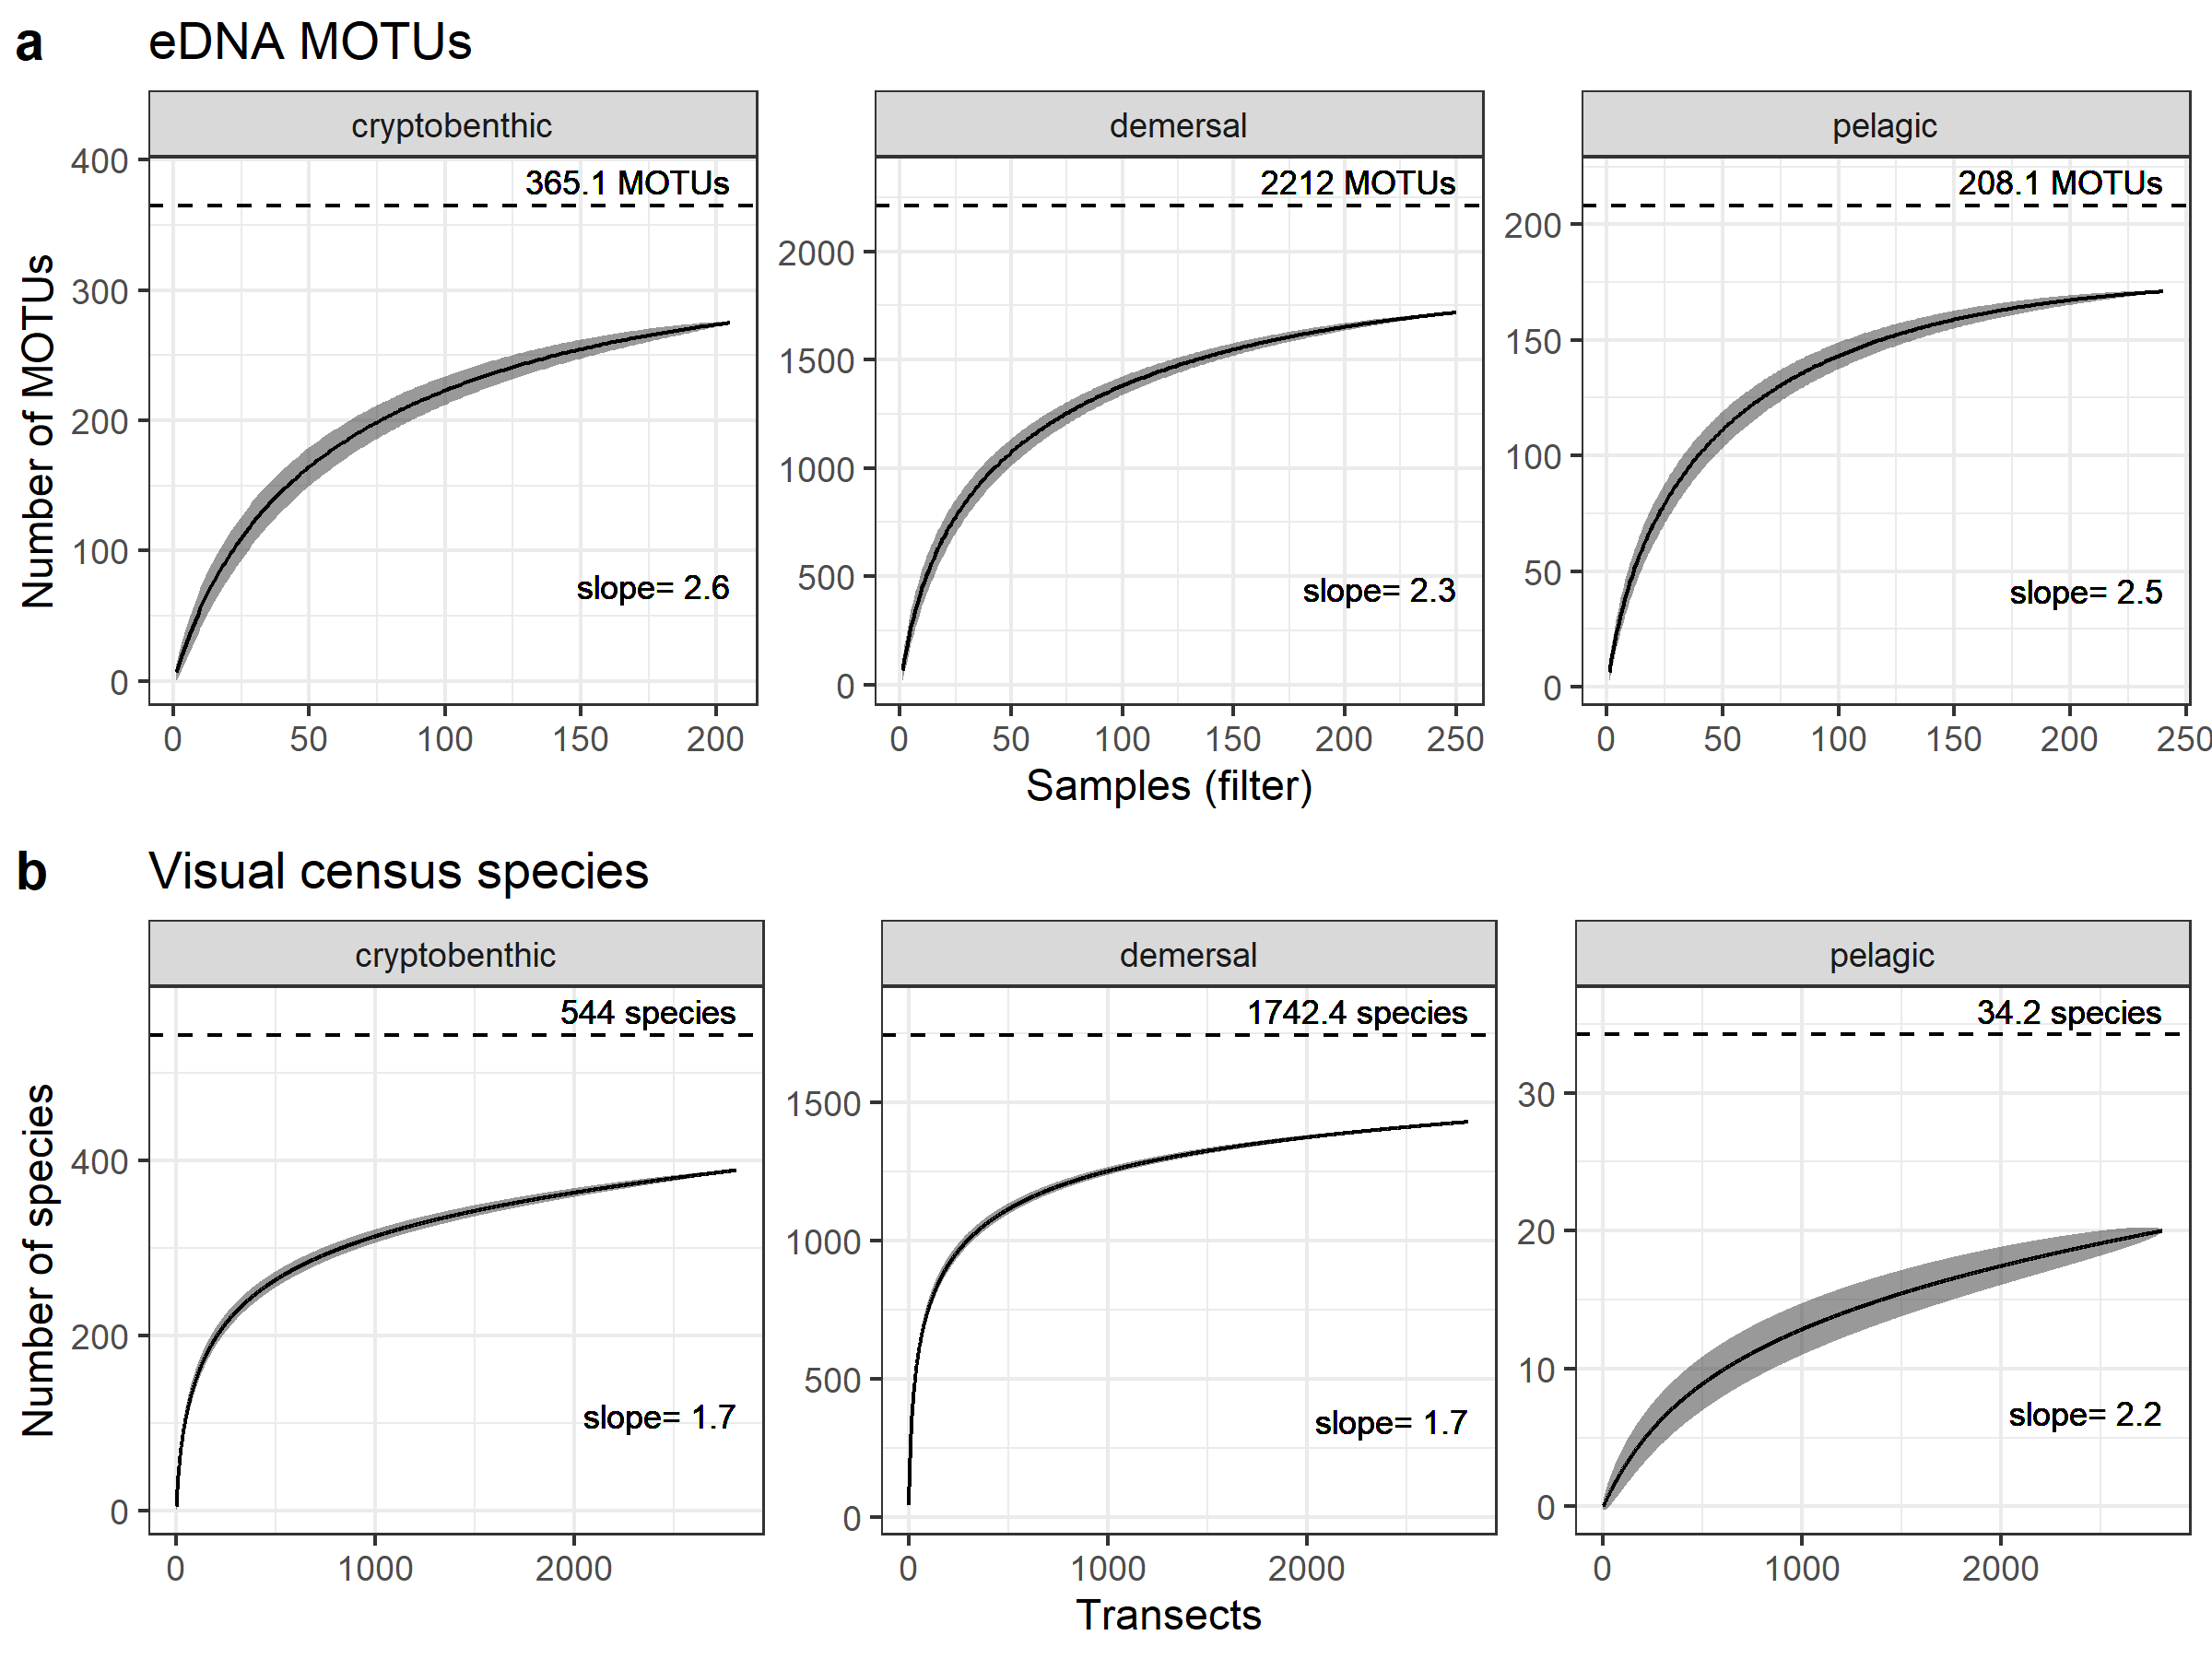 a eDNA MOTUs
cryptobenthic demersal pelagic
365.1 MOTUs 2212 MOTUs 208.1 MOTUs
Number of MOTUs
400
300
200
100
0
2000
1500
1000
500
0
200
150
100
50
0
slope= 2.6 slope= 2.3 slope= 2.5
0 50 100 150 200 0 50 100 150 200 250 0 50 100 150 200 250
Samples (filter)
b Visual census species
cryptobenthic demersal pelagic
544 species 1742.4 species 34.2 species
Number of species
400
200
0
1500
1000
500
0
30
20
10
0
slope= 1.7 slope= 1.7 slope= 2.2
0 1000 2000 0 1000 2000 0 1000 2000
Transects